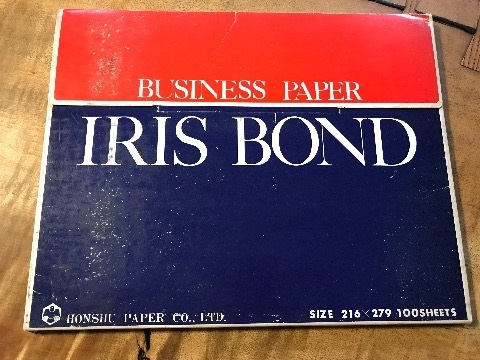 BUSINESS PAPER
IRIS BOND
HONSHU PAPER CO., LTD.
SIZE 216 × 279 100SHEETS